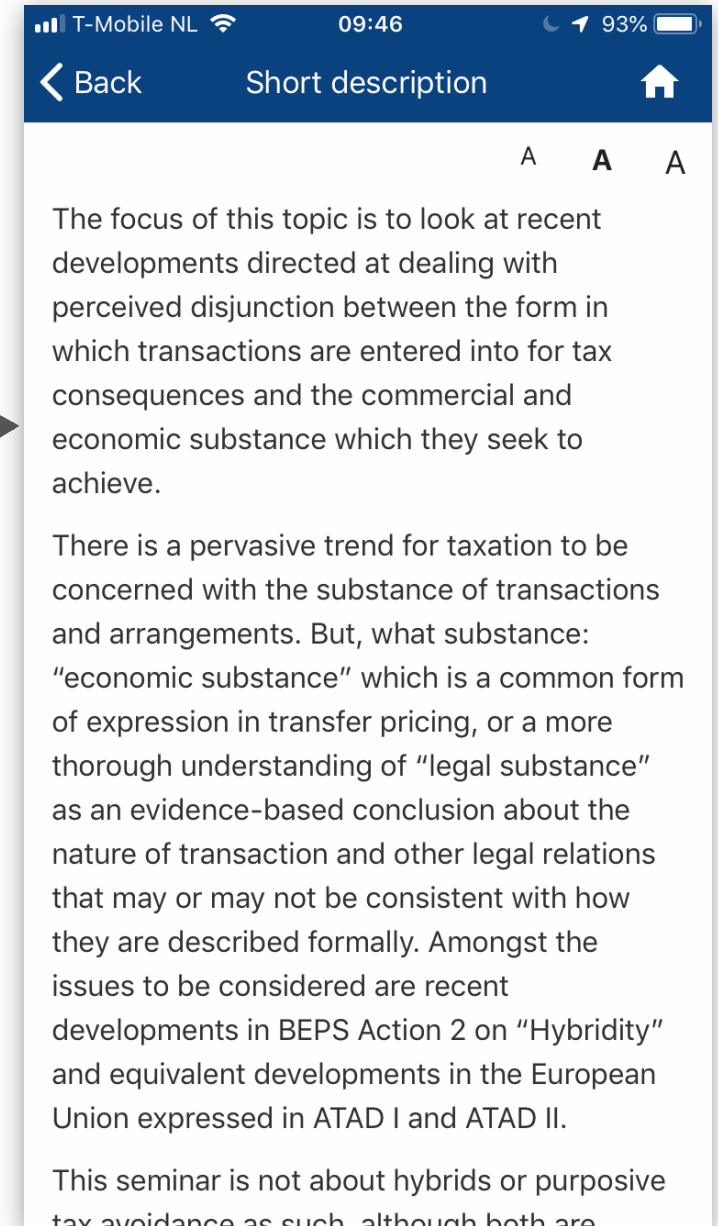 T-Mobile NL 09:46 93%
Back Short description
A A A
The focus of this topic is to look at recent
developments directed at dealing with
perceived disjunction between the form in
which transactions are entered into for tax
consequences and the commercial and
economic substance which they seek to
achieve.
There is a pervasive trend for taxation to be
concerned with the substance of transactions
and arrangements. But, what substance:
“economic substance” which is a common form
of expression in transfer pricing, or a more
thorough understanding of “legal substance”
as an evidence-based conclusion about the
nature of transaction and other legal relations
that may or may not be consistent with how
they are described formally. Amongst the
issues to be considered are recent
developments in BEPS Action 2 on “Hybridity”
and equivalent developments in the European
Union expressed in ATAD I and ATAD II.
This seminar is not about hybrids or purposive
tax avoidance as such, although both are